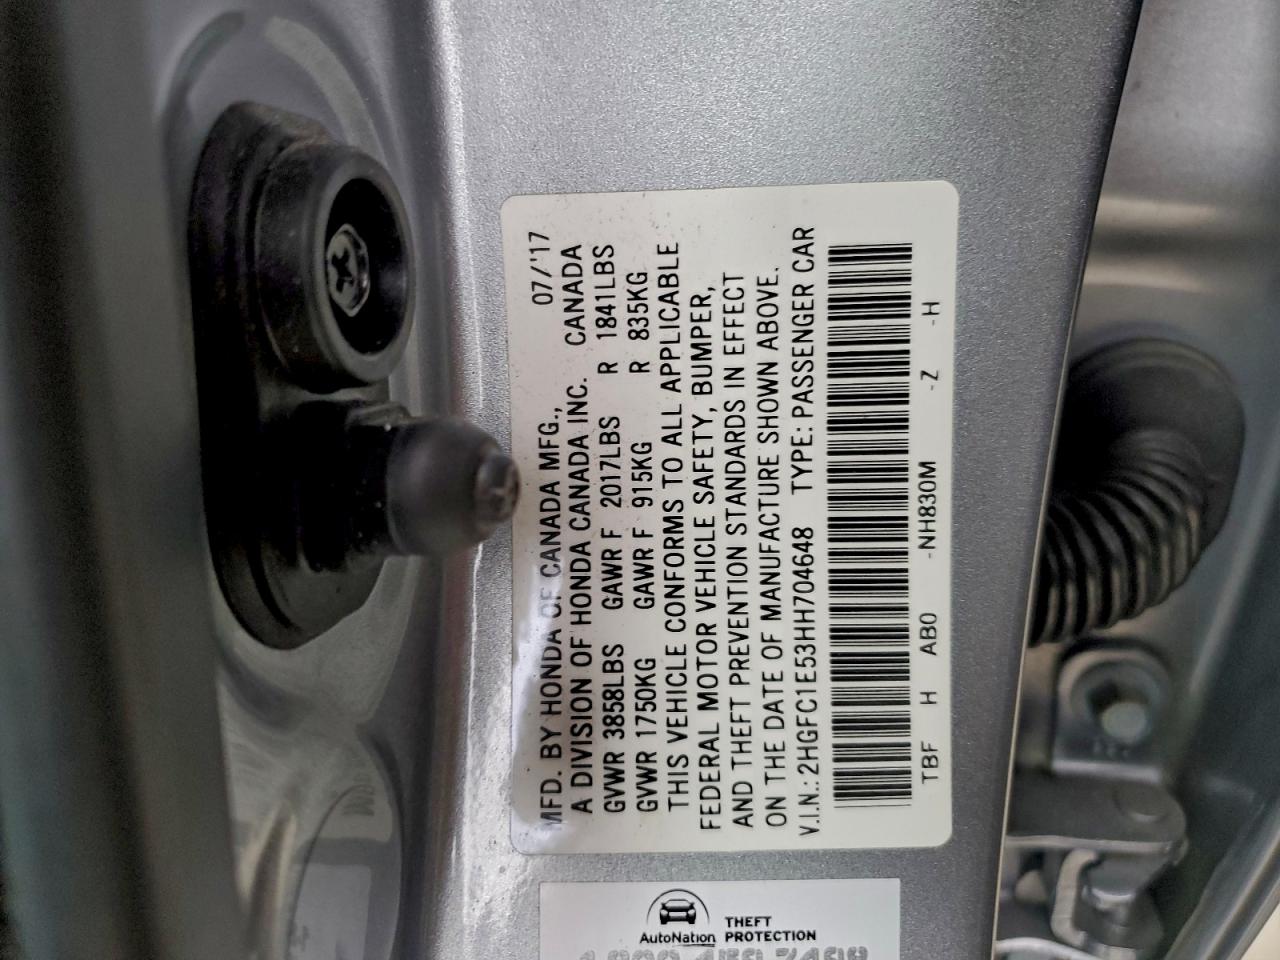 MFD. BY HONDA OF CANADA MFG., 07/'17
A DIVISION OF HONDA CANADA INC. CANADA
GVWR 3858LBS GAWR F 2017LBS R 1841LBS
GVWR 1750KG GAWR F 915KG R 835KG
THIS VEHICLE CONFORMS TO ALL APPLICABLE
FEDERAL MOTOR VEHICLE SAFETY, BUMPER,
AND THEFT PREVENTION STANDARDS IN EFFECT
ON THE DATE OF MANUFACTURE SHOWN ABOVE.
V.I.N.: 2HGFC1E53HH704648 TYPE: PASSENGER CAR
TBF H AB0 -NH830M -Z -H
AutoNation THEFT
PROTECTION